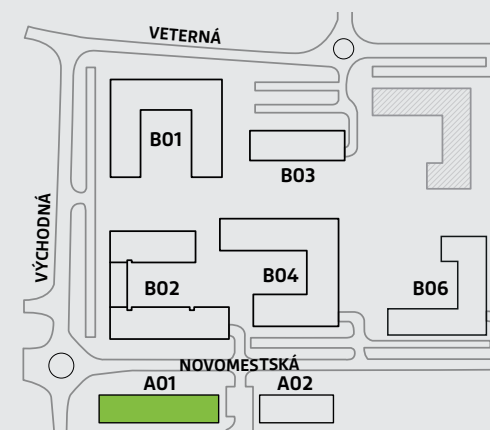 VETERNÁ
B01
B03
VÝCHODNÁ
B02
B04
B06
NOVOMESTSKÁ
A01
A02